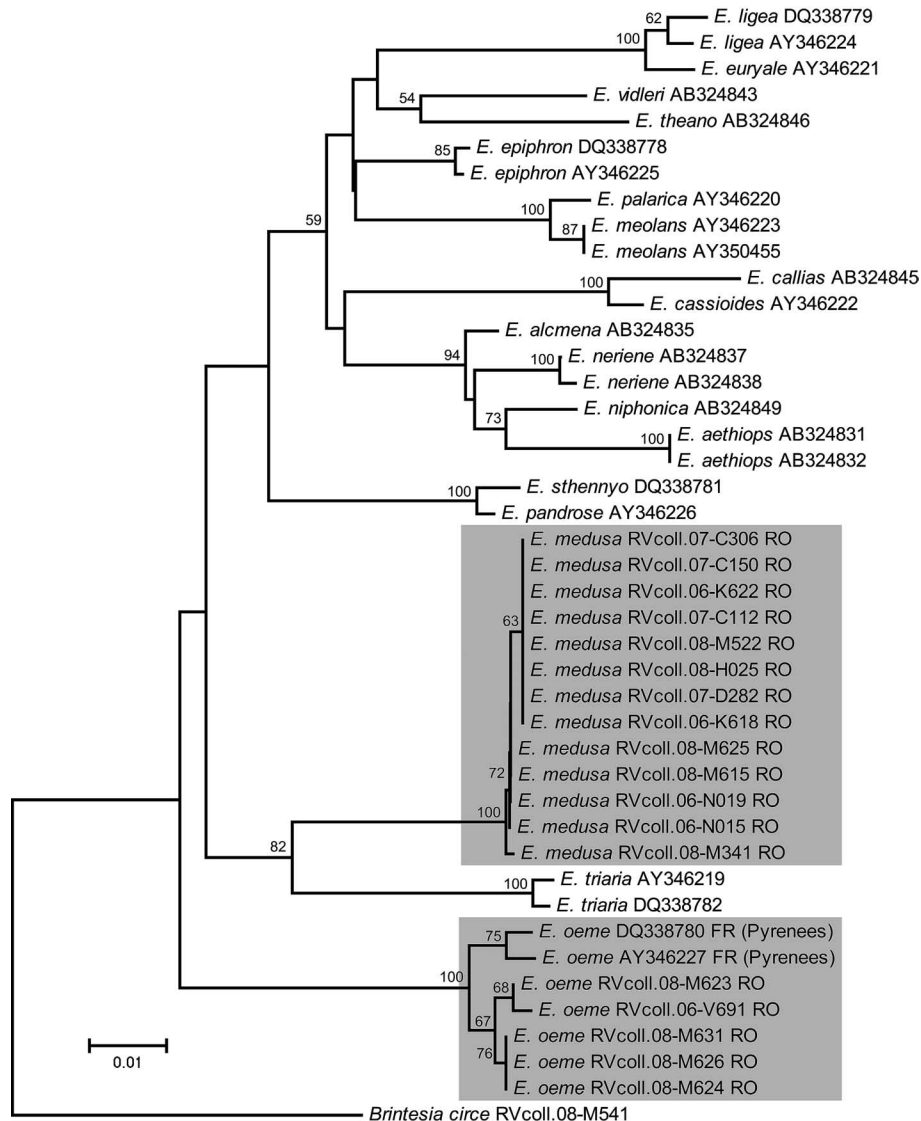 62
E. ligea DQ338779
100
E. ligea AY346224
E. euryale AY346221
54
E. vidleri AB324843
E. theano AB324846
85
E. epiphron DQ338778
E. epiphron AY346225
59
100
E. palarica AY346220
87
E. meolans AY346223
E. meolans AY350455
100
E. callias AB324845
E. cassioides AY346222
94
E. alcmena AB324835
100
E. neriene AB324837
E. neriene AB324838
73
E. niphonica AB324849
100
E. aethiops AB324831
E. aethiops AB324832
100
E. sthennyo DQ338781
E. pandrose AY346226
E. medusa RVcoll.07-C306 RO
E. medusa RVcoll.07-C150 RO
E. medusa RVcoll.06-K622 RO
63
E. medusa RVcoll.07-C112 RO
E. medusa RVcoll.08-M522 RO
E. medusa RVcoll.08-H025 RO
E. medusa RVcoll.07-D282 RO
E. medusa RVcoll.06-K618 RO
E. medusa RVcoll.08-M625 RO
72
E. medusa RVcoll.08-M615 RO
E. medusa RVcoll.06-N019 RO
100
E. medusa RVcoll.06-N015 RO
82
E. medusa RVcoll.08-M341 RO
100
E. triaria AY346219
E. triaria DQ338782
75
E. oeme DQ338780 FR (Pyrenees)
E. oeme AY346227 FR (Pyrenees)
100
68
E. oeme RVcoll.08-M623 RO
E. oeme RVcoll.06-V691 RO
67
E. oeme RVcoll.08-M631 RO
76
E. oeme RVcoll.08-M626 RO
E. oeme RVcoll.08-M624 RO
0.01
Brintesia circe RVcoll.08-M541